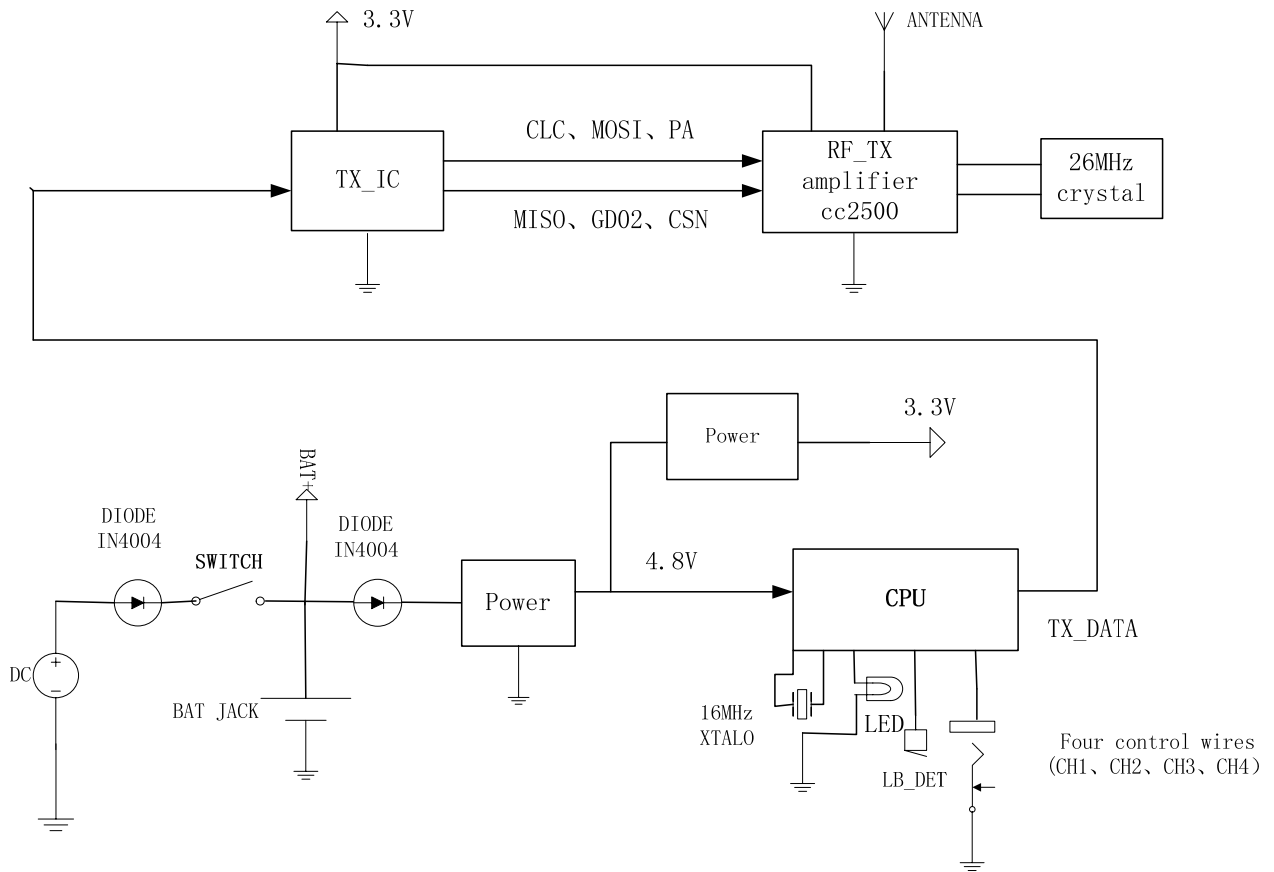 3.3V
ANTENNA
CLC、MOSI、PA
TX_IC
RF_TX
amplifier
cc2500
26MHz
crystal
MISO、GD02、CSN
3.3V
Power
BAT+
DIODE
IN4004
DIODE
IN4004
SWITCH
4.8V
Power
CPU
TX_DATA
DC
+
-
BAT JACK
16MHz
XTALO
LED
LB_DET
Four control wires
(CH1、CH2、CH3、CH4)